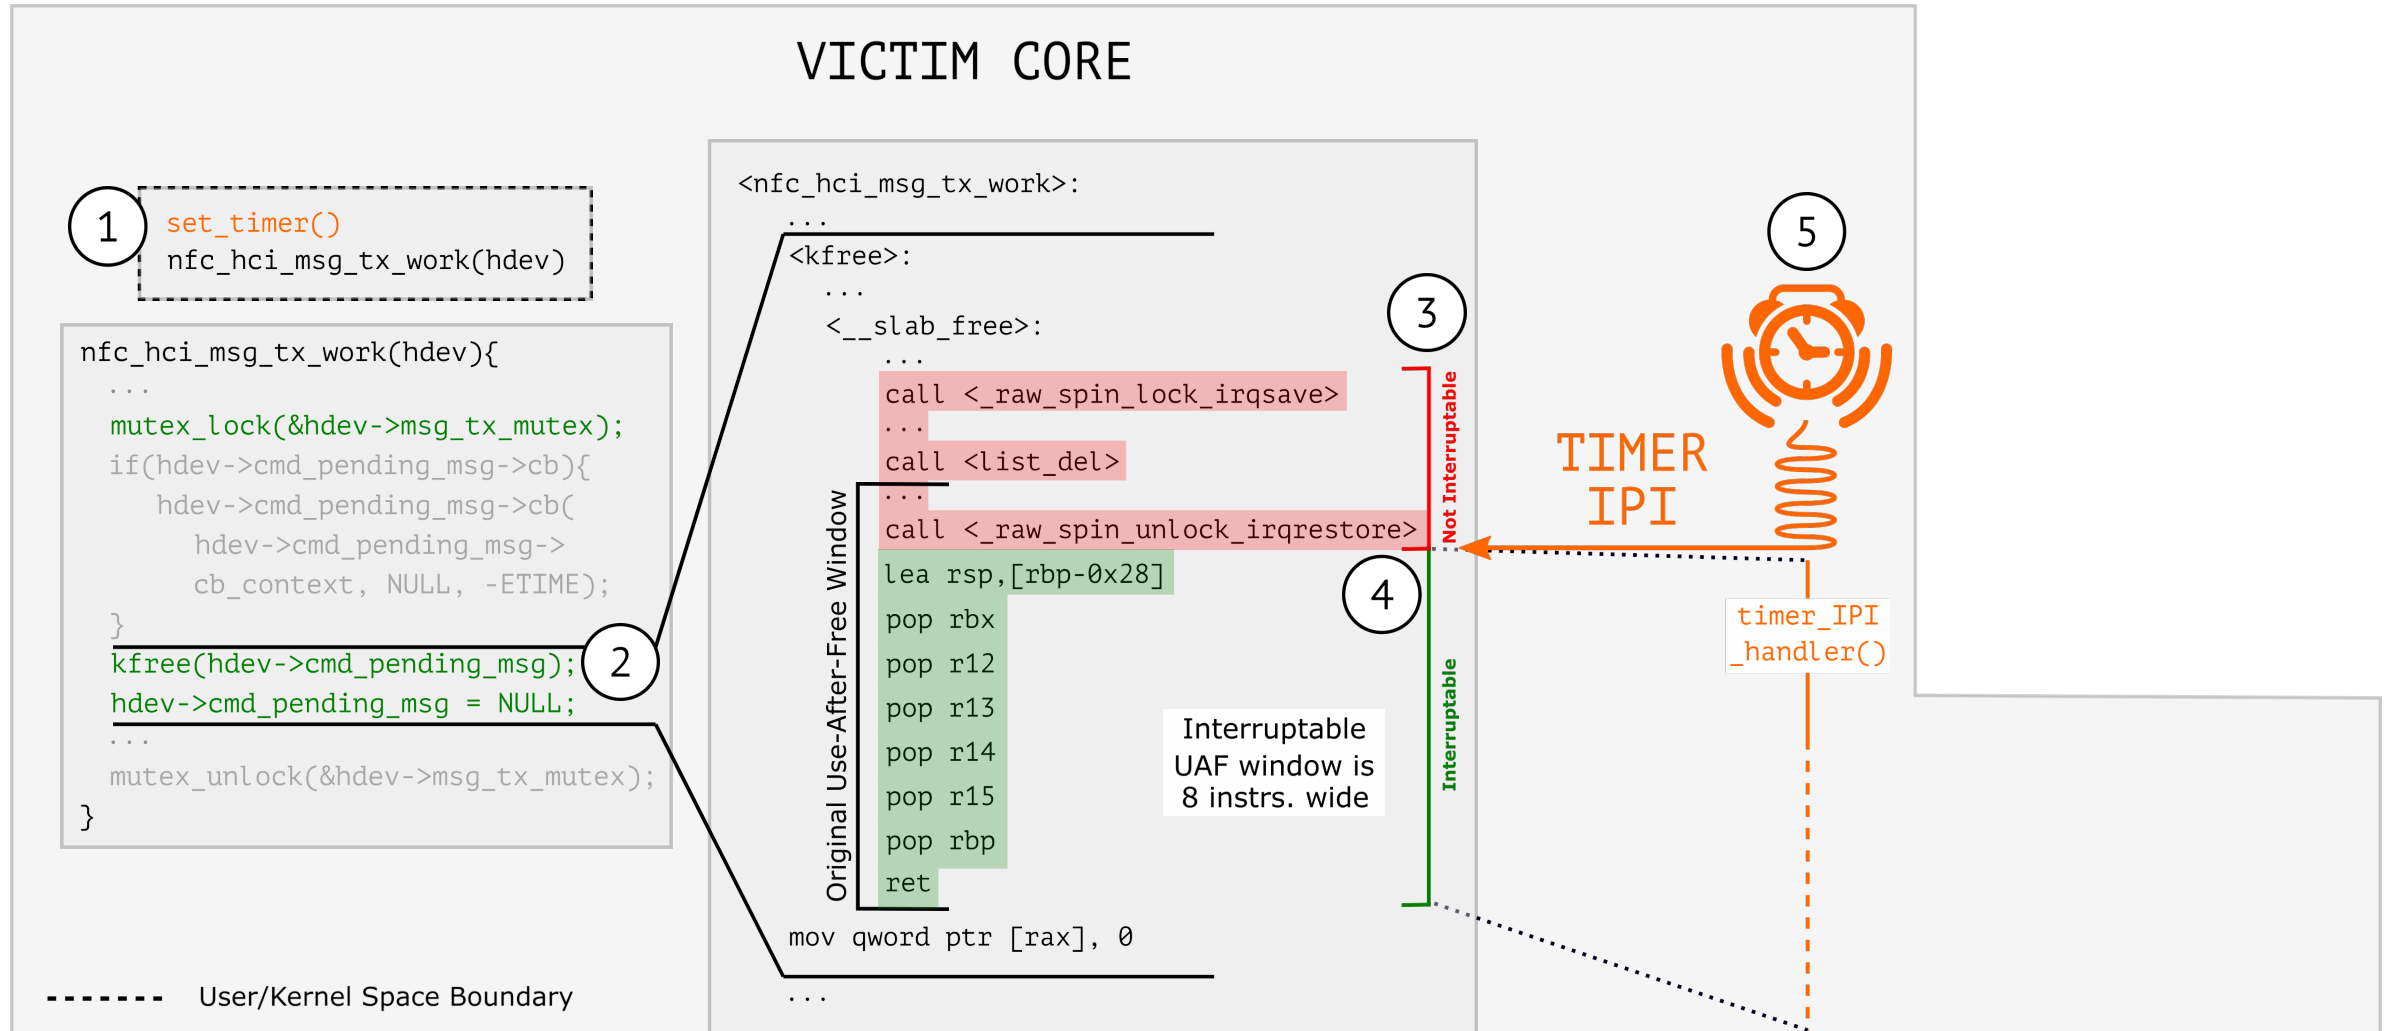 VICTIM CORE
1
set_timer()
nfc_hci_msg_tx_work(hdev)
nfc_hci_msg_tx_work(hdev){
...
mutex_lock(&hdev->msg_tx_mutex);
if(hdev->cmd_pending_msg->cb){
hdev->cmd_pending_msg->cb(
hdev->cmd_pending_msg->
cb_context, NULL, -ETIME);
}
kfree(hdev->cmd_pending_msg);
hdev->cmd_pending_msg = NULL;
...
mutex_unlock(&hdev->msg_tx_mutex);
}
2
User/Kernel Space Boundary
<nfc_hci_msg_tx_work>:
...
<kfree>:
...
<__slab_free>:
...
call <_raw_spin_lock_irqsave>
...
call <list_del>
...
call <_raw_spin_unlock_irqrestore>
lea rsp,[rbp-0x28]
pop rbx
pop r12
pop r13
pop r14
pop r15
pop rbp
ret
mov qword ptr [rax], 0
...
Original Use-After-Free Window
3
Not Interruptable
4
Interruptable
Interruptable
UAF window is
8 instrs. wide
5
TIMER
IPI
timer_IPI
_handler()